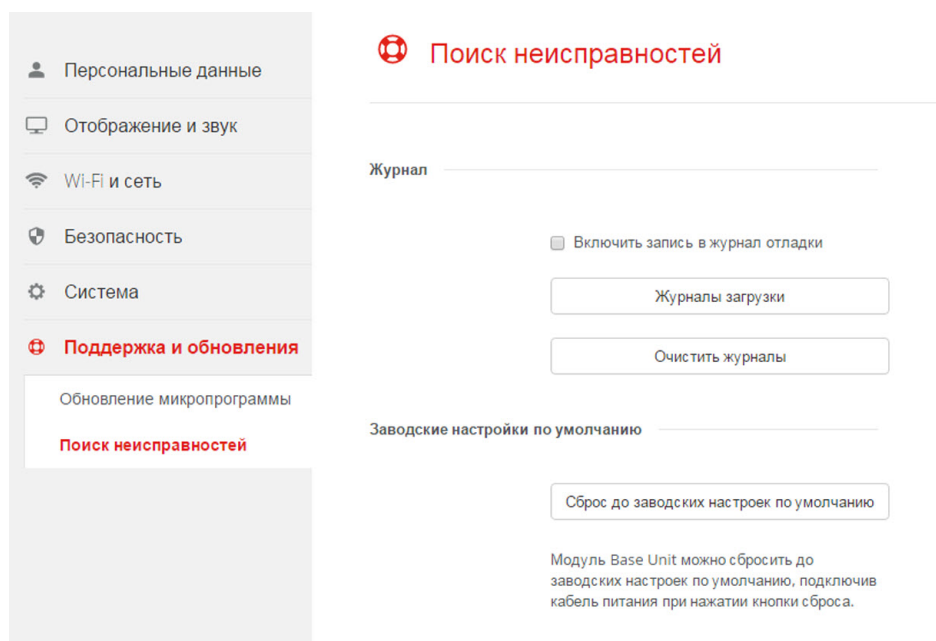 Персональные данные
Отображение и звук
Wi-Fi и сеть
Безопасность
Система
Поддержка и обновления
Обновление микропрограммы
Поиск неисправностей
Поиск неисправностей
Журнал
Включить запись в журнал отладки
Журналы загрузки
Очистить журналы
Заводские настройки по умолчанию
Сброс до заводских настроек по умолчанию
Модуль Base Unit можно сбросить до
заводских настроек по умолчанию, подключив
кабель питания при нажатии кнопки сброса.